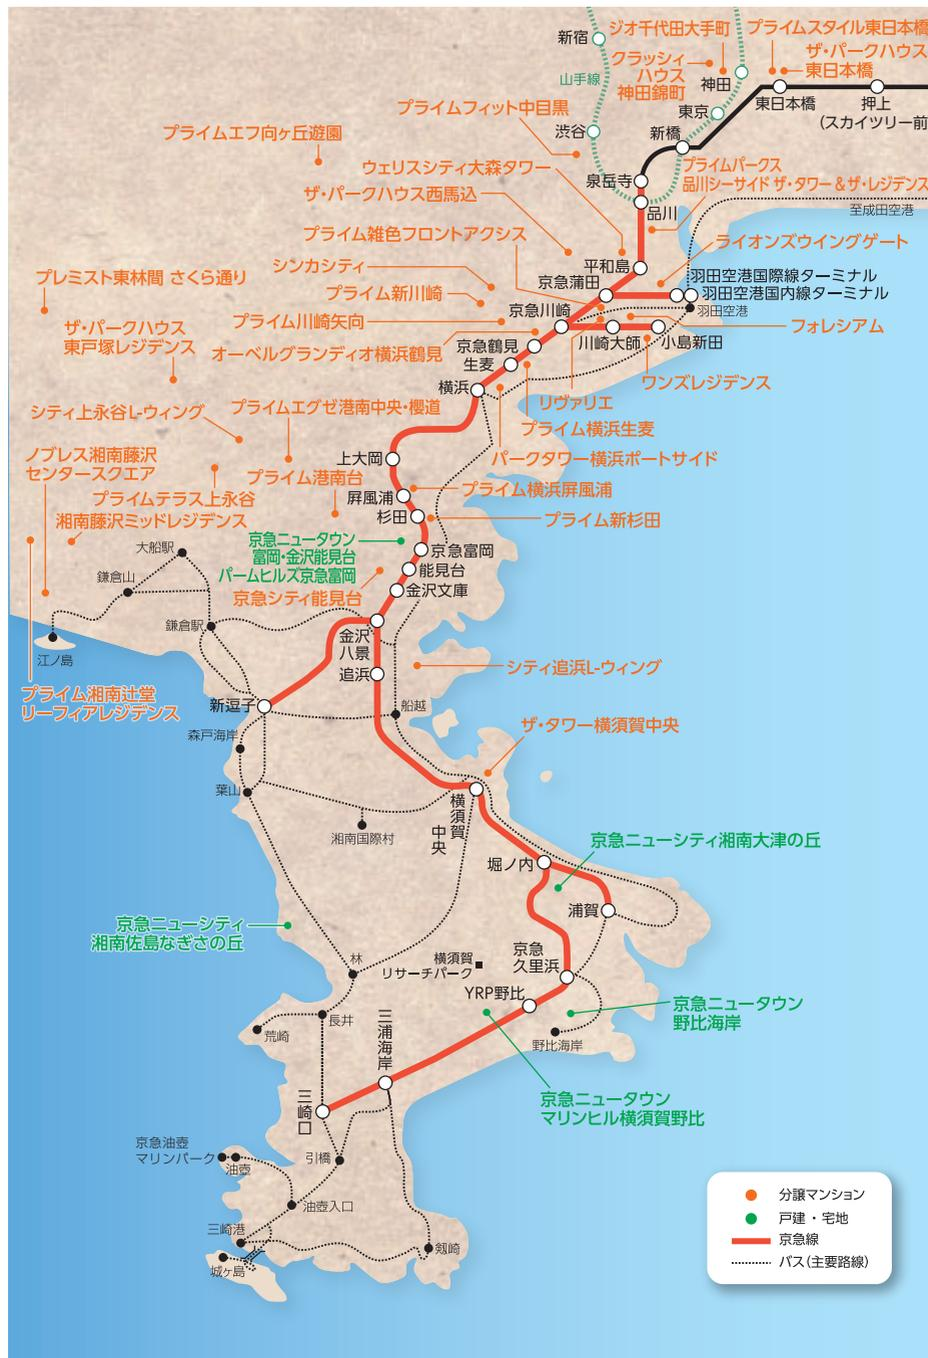 新宿
ジオ千代田大手町
プライムスタイル東日本橋
クラッシィ
ハウス
神田錦町
ザ・パークハウス
東日本橋
山手線
神田
プライムフィット中目黒
東京
東日本橋
押上
(スカイツリー前
プライムエフ向ヶ丘遊園
渋谷
新橋
ウェリスシティ大森タワー
泉岳寺
プライムパークス
品川シーサイド ザ・タワー&ザ・レジデンス
ザ・パークハウス西馬込
品川
至成田空港
プライム雑色フロントアクシス
ライオンズウイングゲート
シンカシティ
平和島
プレミスト東林間 さくら通り
京急蒲田
羽田空港国際線ターミナル
プライム新川崎
羽田空港国内線ターミナル
京急川崎
羽田空港
ザ・パークハウス
東戸塚レジデンス
プライム川崎矢向
フォレシアム
オーベルグランディオ横浜鶴見
京急鶴見
川崎大師
小島新田
生麦
横浜
ワンズレジデンス
シティ上永谷L-ウィング
プライムエグゼ港南中央・櫻道
リヴァリエ
プライム横浜生麦
ノブレス湘南藤沢
センタースクエア
上大岡
パークタワー横浜ポートサイド
プライム港南台
プライムテラス上永谷
屏風浦
プライム横浜屏風浦
湘南藤沢ミッドレジデンス
杉田
プライム新杉田
大船駅
京急ニュータウン
富岡・金沢能見台
パームヒルズ京急富岡
京急富岡
鎌倉山
能見台
京急シティ能見台
金沢文庫
鎌倉駅
金沢
八景
江ノ島
追浜
シティ追浜L-ウィング
プライム湘南辻堂
リーフィアレジデンス
新逗子
船越
森戸海岸
ザ・タワー横須賀中央
葉山
横須賀
中央
湘南国際村
京急ニューシティ湘南大津の丘
堀ノ内
浦賀
京急ニューシティ
湘南佐島なぎさの丘
京急
久里浜
林
横須賀
リサーチパーク
YRP野比
京急ニュータウン
野比海岸
長井
荒崎
三浦海岸
野比海岸
三崎口
京急ニュータウン
マリンヒル横須賀野比
京急油壺
マリンパーク
油壺
引橋
油壺入口
三崎港
剱崎
城ヶ島
分譲マンション
戸建・宅地
京急線
バス(主要路線)